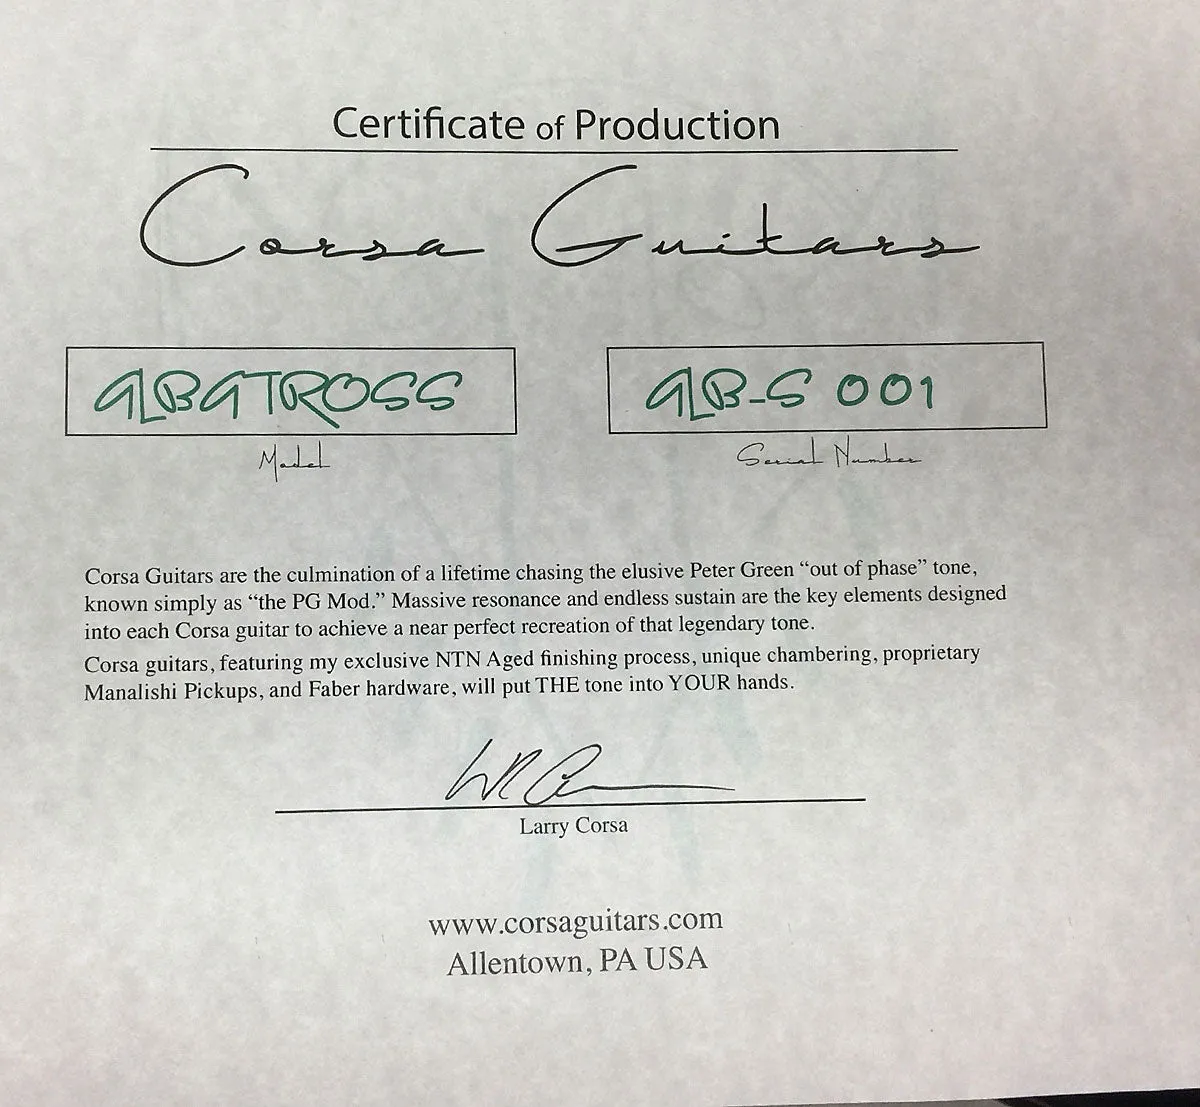 Certificate of Production
Corsa Guitars
ALBATROSS
ALB-S 001
Model
Serial Number
Corsa Guitars are the culmination of a lifetime chasing the elusive Peter Green “out of phase” tone,
known simply as “the PG Mod.” Massive resonance and endless sustain are the key elements designed
into each Corsa guitar to achieve a near perfect recreation of that legendary tone.
Corsa guitars, featuring my exclusive NTN Aged finishing process, unique chambering, proprietary
Manalishi Pickups, and Faber hardware, will put THE tone into YOUR hands.
Larry Corsa
www.corsaguitars.com
Allentown, PA USA